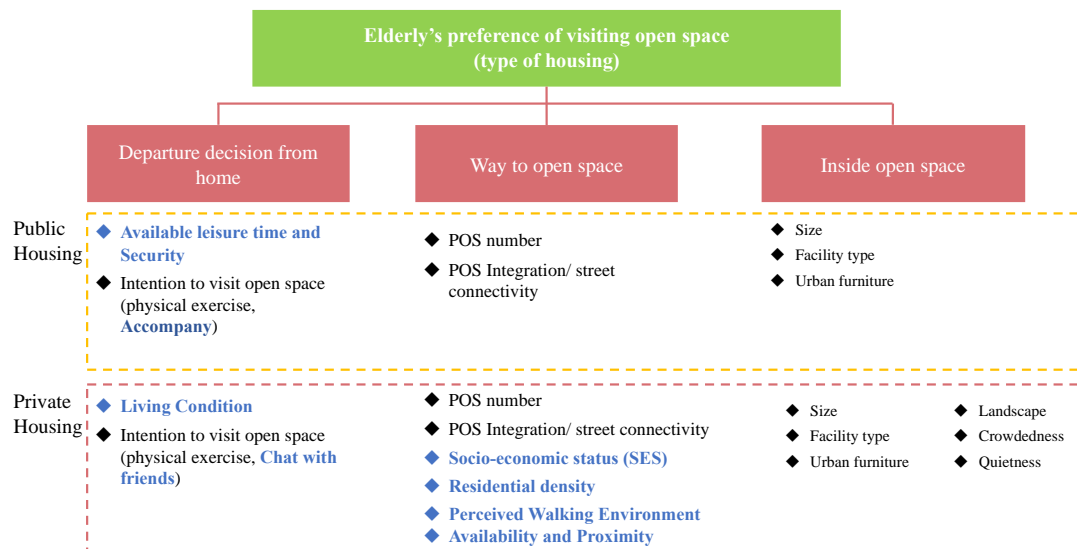 Elderly's preference of visiting open space
(type of housing)
Departure decision from
home
Way to open space
Inside open space
Public
Housing
Available leisure time and
Security
Intention to visit open space
(physical exercise,
Accompany)
POS number
POS Integration/ street
connectivity
Size
Facility type
Urban furniture
Private
Housing
Living Condition
Intention to visit open space
(physical exercise, Chat with
friends)
POS number
POS Integration/ street connectivity
Socio-economic status (SES)
Residential density
Perceived Walking Environment
Availability and Proximity
Size
Facility type
Urban furniture
Landscape
Crowdedness
Quietness